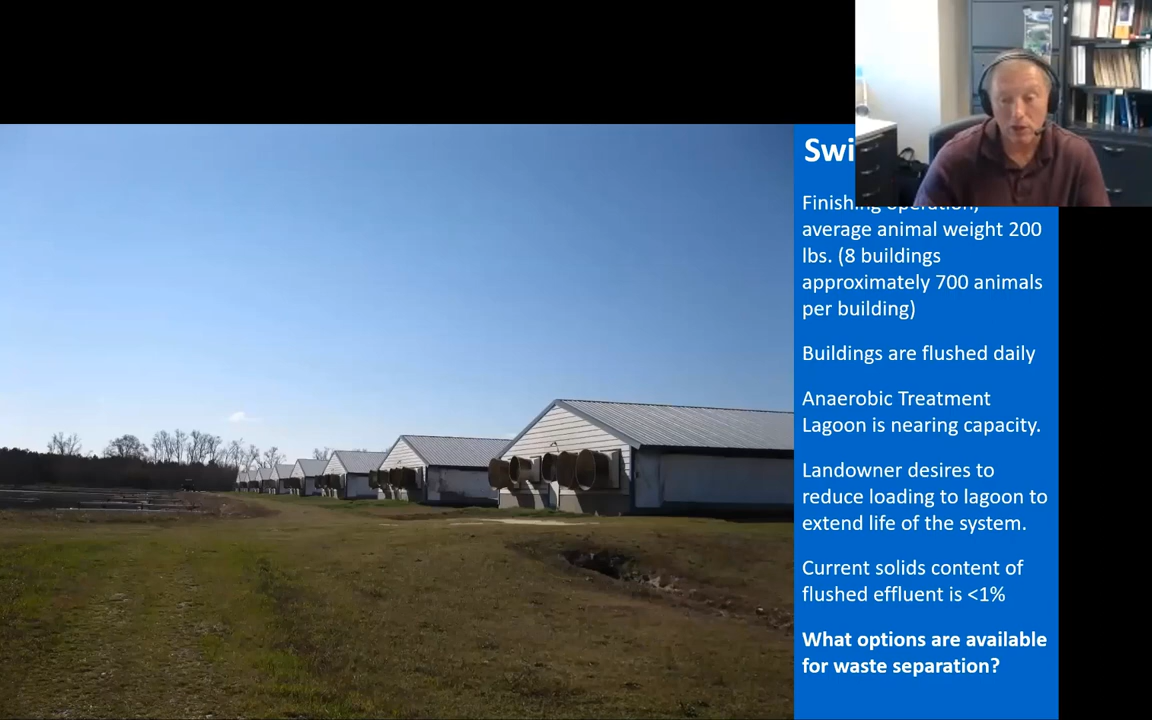 Swi
Finishing operation,
average animal weight 200
lbs. (8 buildings
approximately 700 animals
per building)
Buildings are flushed daily
Anaerobic Treatment
Lagoon is nearing capacity.
Landowner desires to
reduce loading to lagoon to
extend life of the system.
Current solids content of
flushed effluent is <1%
What options are available
for waste separation?